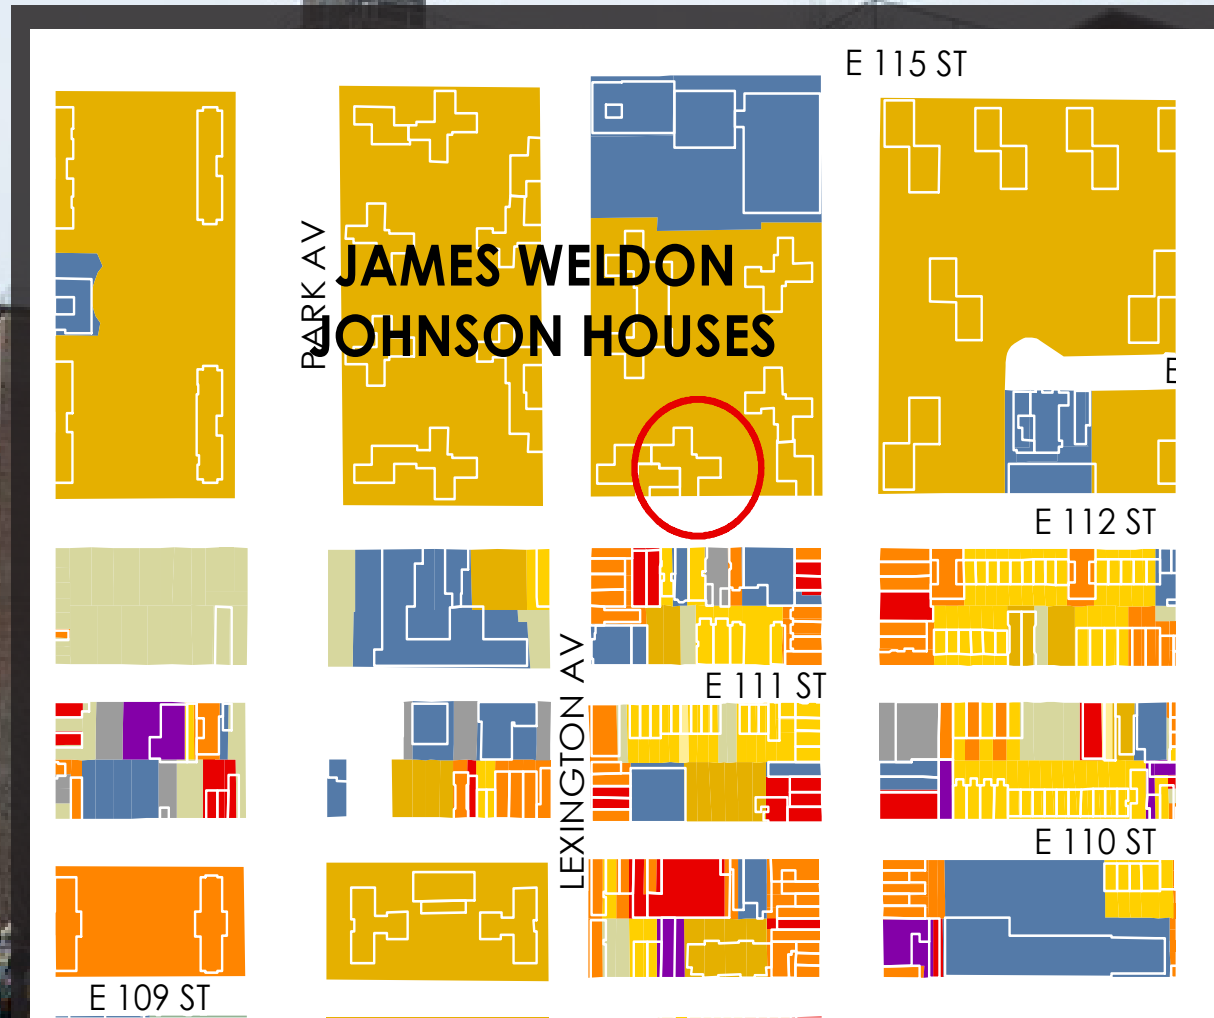 E 115 ST
PARK AV
JAMES WELDON
JOHNSON HOUSES
E
E 112 ST
LEXINGTON AV
E 111 ST
E 110 ST
E 109 ST